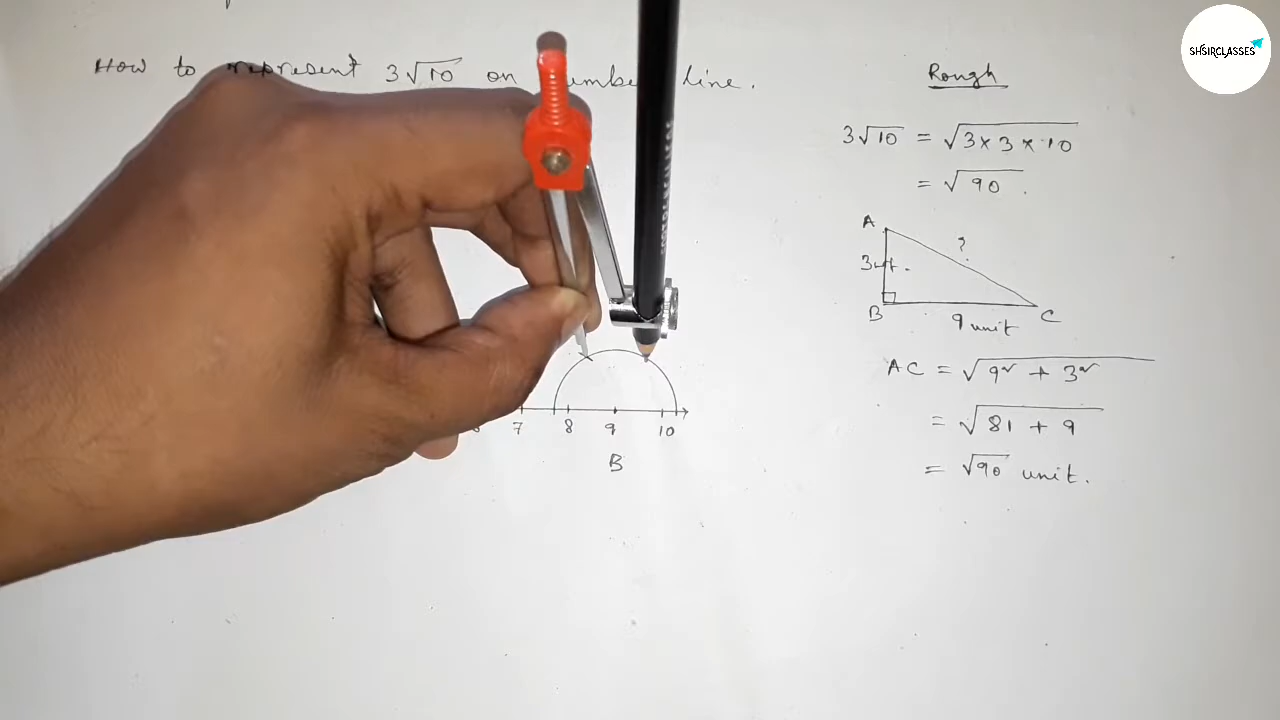 How to represent 3√10 on number line.
Rough
SHSIRCLASSES
3√10 = √3×3×10
= √90.
A
3
?
B
9 unit
C
AC = √9² + 3²
= √81 + 9
= √90 unit.
7 8 9 10
B